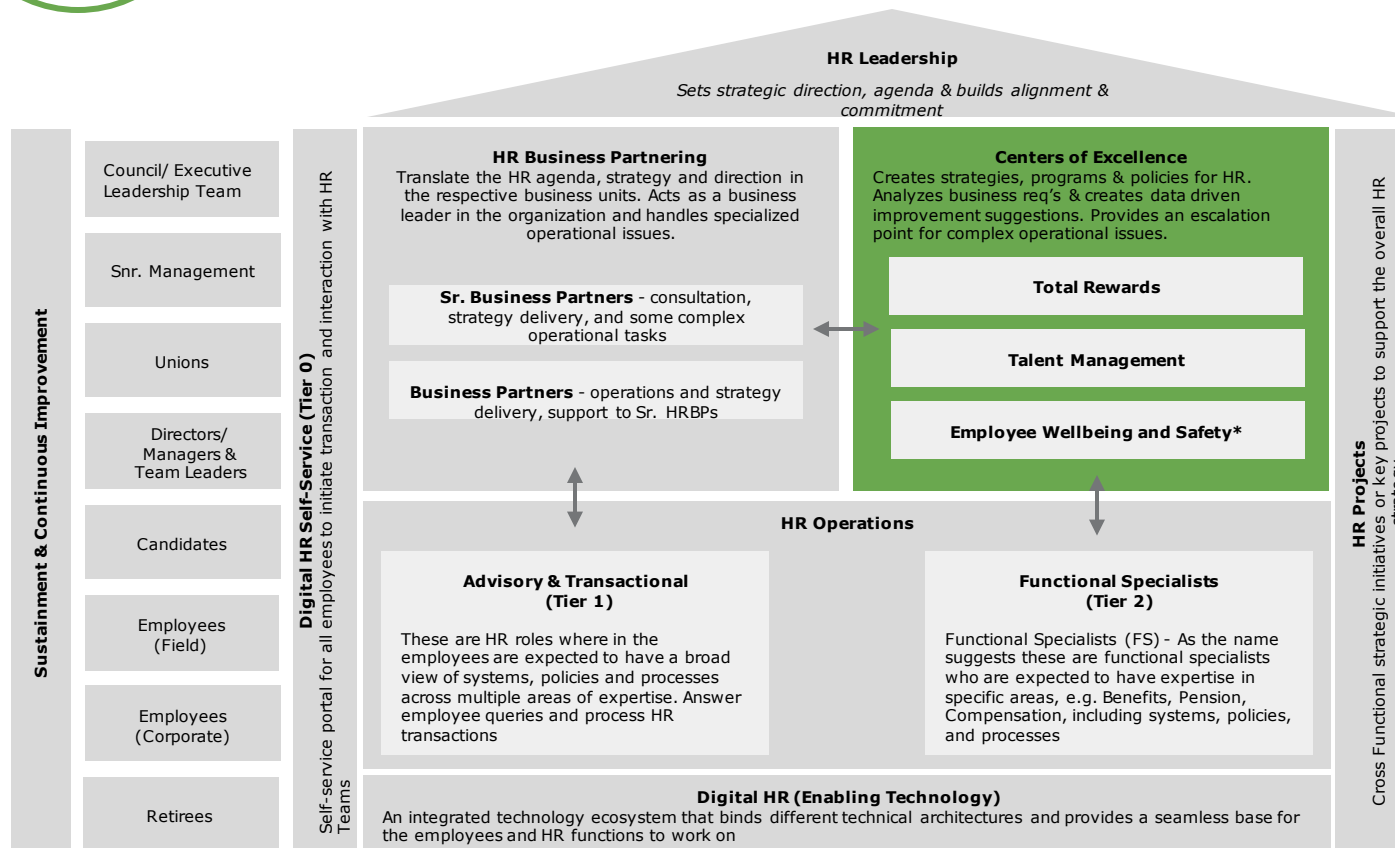 HR Leadership
Sets strategic direction, agenda & builds alignment &
commitment
Sustainment & Continuous Improvement
Council/ Executive
Leadership Team
Snr. Management
Unions
Directors/
Managers &
Team Leaders
Candidates
Employees
(Field)
Employees
(Corporate)
Retirees
Digital HR Self-Service (Tier 0)
Self-service portal for all employees to initiate transaction and interaction with HR
Teams
HR Business Partnering
Translate the HR agenda, strategy and direction in
the respective business units. Acts as a business
leader in the organization and handles specialized
operational issues.
Sr. Business Partners - consultation,
strategy delivery, and some complex
operational tasks
Business Partners - operations and strategy
delivery, support to Sr. HRBPs
Centers of Excellence
Creates strategies, programs & policies for HR.
Analyzes business req's & creates data driven
improvement suggestions. Provides an escalation
point for complex operational issues.
Total Rewards
Talent Management
Employee Wellbeing and Safety*
HR Operations
Advisory & Transactional
(Tier 1)
These are HR roles where in the
employees are expected to have a broad
view of systems, policies and processes
across multiple areas of expertise. Answer
employee queries and process HR
transactions
Functional Specialists
(Tier 2)
Functional Specialists (FS) - As the name
suggests these are functional specialists
who are expected to have expertise in
specific areas, e.g. Benefits, Pension,
Compensation, including systems, policies,
and processes
Digital HR (Enabling Technology)
An integrated technology ecosystem that binds different technical architectures and provides a seamless base for
the employees and HR functions to work on
HR Projects
Cross Functional strategic initiatives or key projects to support the overall HR
strategy